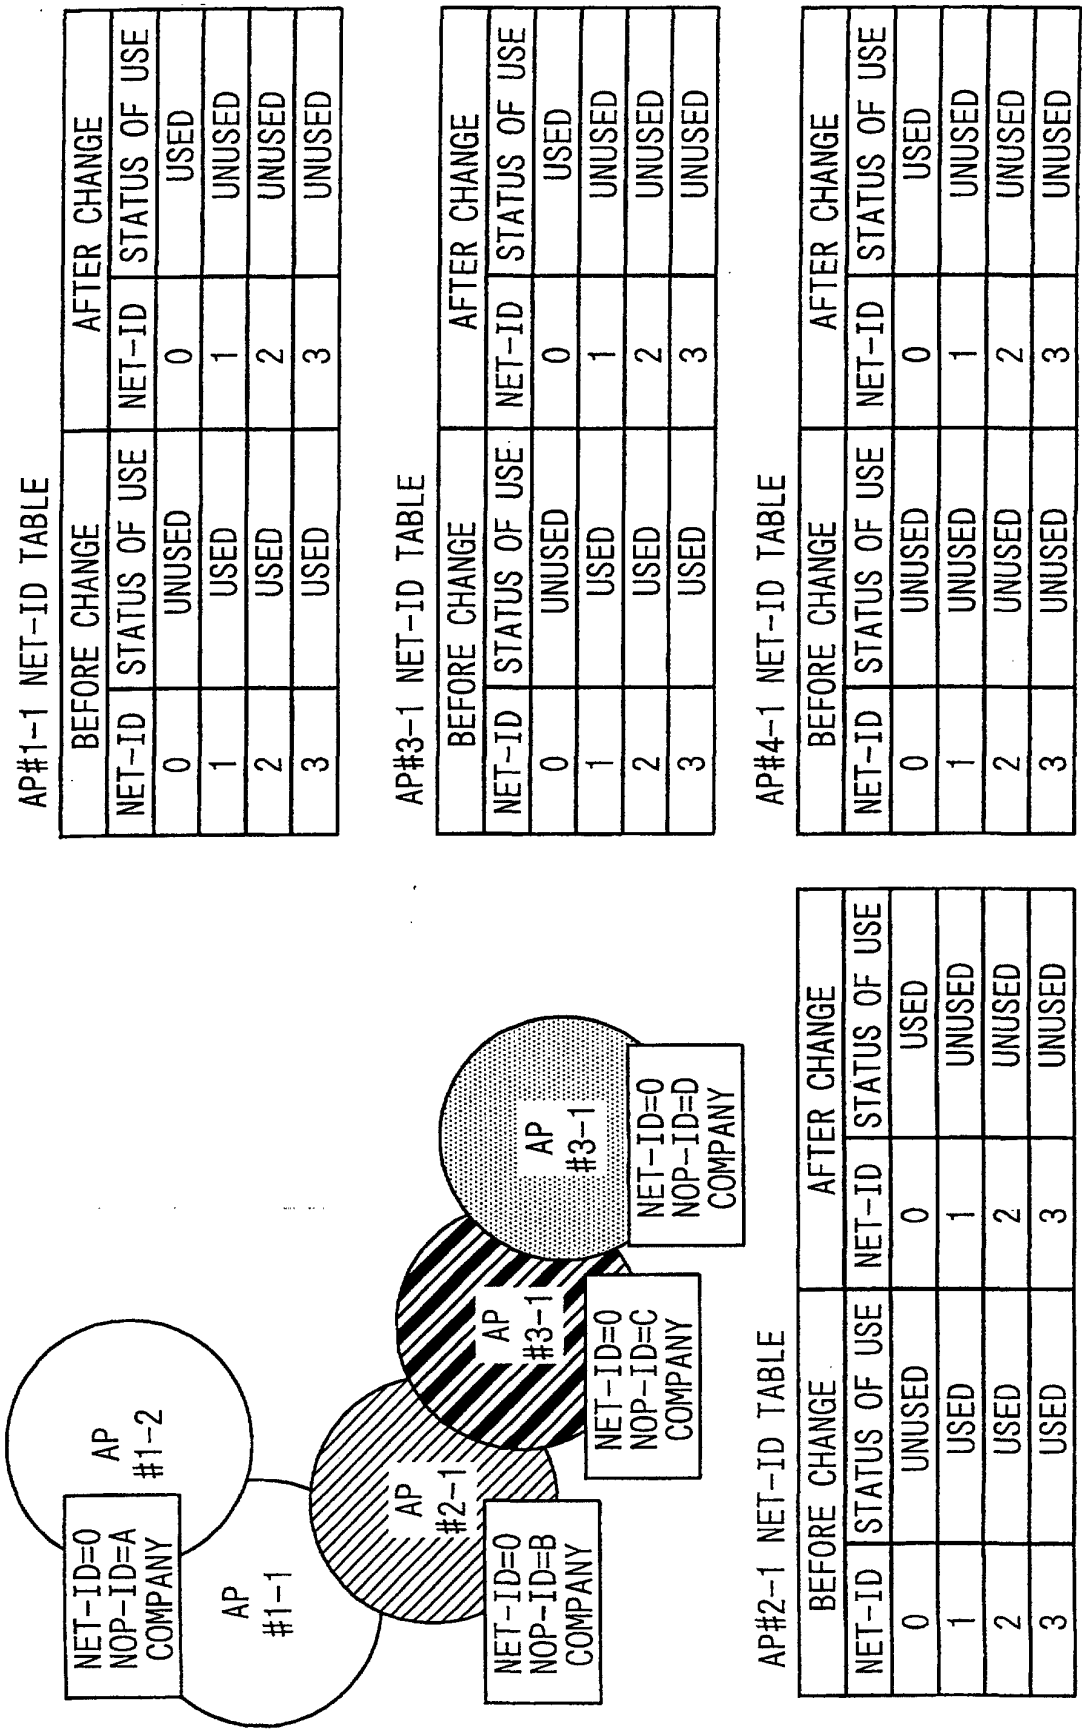 NET-ID=0
NOP-ID=A
COMPANY
AP
#1-2
AP
#1-1
AP
#2-1
NET-ID=0
NOP-ID=B
COMPANY
AP
#3-1
NET-ID=0
NOP-ID=C
COMPANY
AP
#3-1
NET-ID=0
NOP-ID=D
COMPANY
AP#1-1 NET-ID TABLE
BEFORE CHANGE AFTER CHANGE
NET-ID STATUS OF USE NET-ID STATUS OF USE
0 UNUSED 0 USED
1 USED 1 UNUSED
2 USED 2 UNUSED
3 USED 3 UNUSED
AP#3-1 NET-ID TABLE
BEFORE CHANGE AFTER CHANGE
NET-ID STATUS OF USE NET-ID STATUS OF USE
0 UNUSED 0 USED
1 USED 1 UNUSED
2 USED 2 UNUSED
3 USED 3 UNUSED
AP#2-1 NET-ID TABLE
BEFORE CHANGE AFTER CHANGE
NET-ID STATUS OF USE NET-ID STATUS OF USE
0 UNUSED 0 USED
1 USED 1 UNUSED
2 USED 2 UNUSED
3 USED 3 UNUSED
AP#4-1 NET-ID TABLE
BEFORE CHANGE AFTER CHANGE
NET-ID STATUS OF USE NET-ID STATUS OF USE
0 UNUSED 0 USED
1 UNUSED 1 UNUSED
2 UNUSED 2 UNUSED
3 UNUSED 3 UNUSED